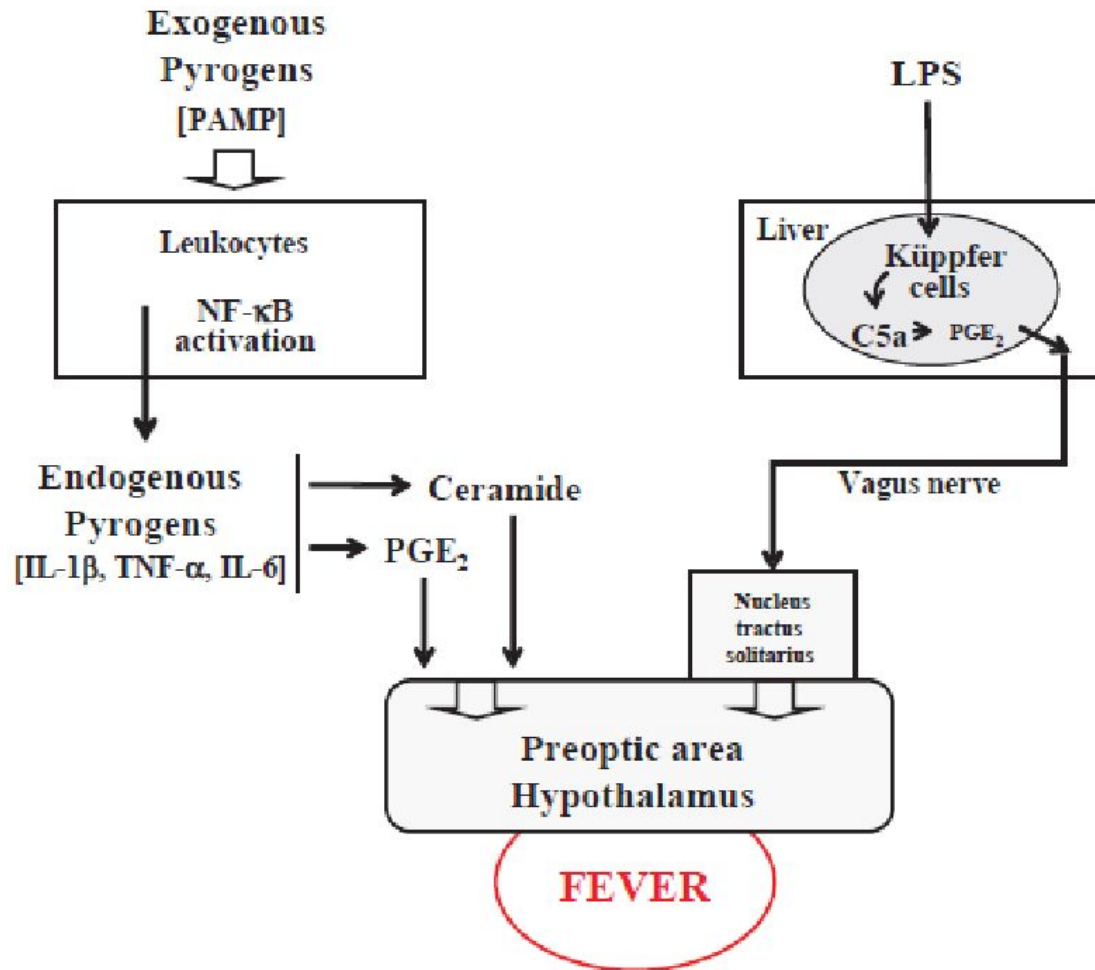 Exogenous
Pyrogens
[PAMP]
Leukocytes
NF-κB
activation
Endogenous
Pyrogens
[IL-1β, TNF-α, IL-6]
Ceramide
PGE₂
LPS
Liver
Küppfer
cells
C5a
PGE₂
Vagus nerve
Nucleus
tractus
solitarius
Preoptic area
Hypothalamus
FEVER